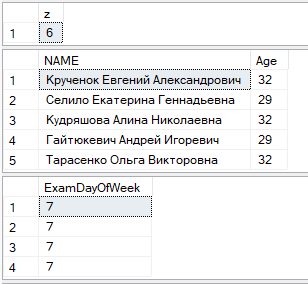 z
1 6
NAME Age
1 Крученок Евгений Александрович 32
2 Селило Екатерина Геннадьевна 29
3 Кудряшова Алина Николаевна 32
4 Гайтюкевич Андрей Игоревич 29
5 Тарасенко Ольга Викторовна 32
ExamDayOfWeek
1 7
2 7
3 7
4 7